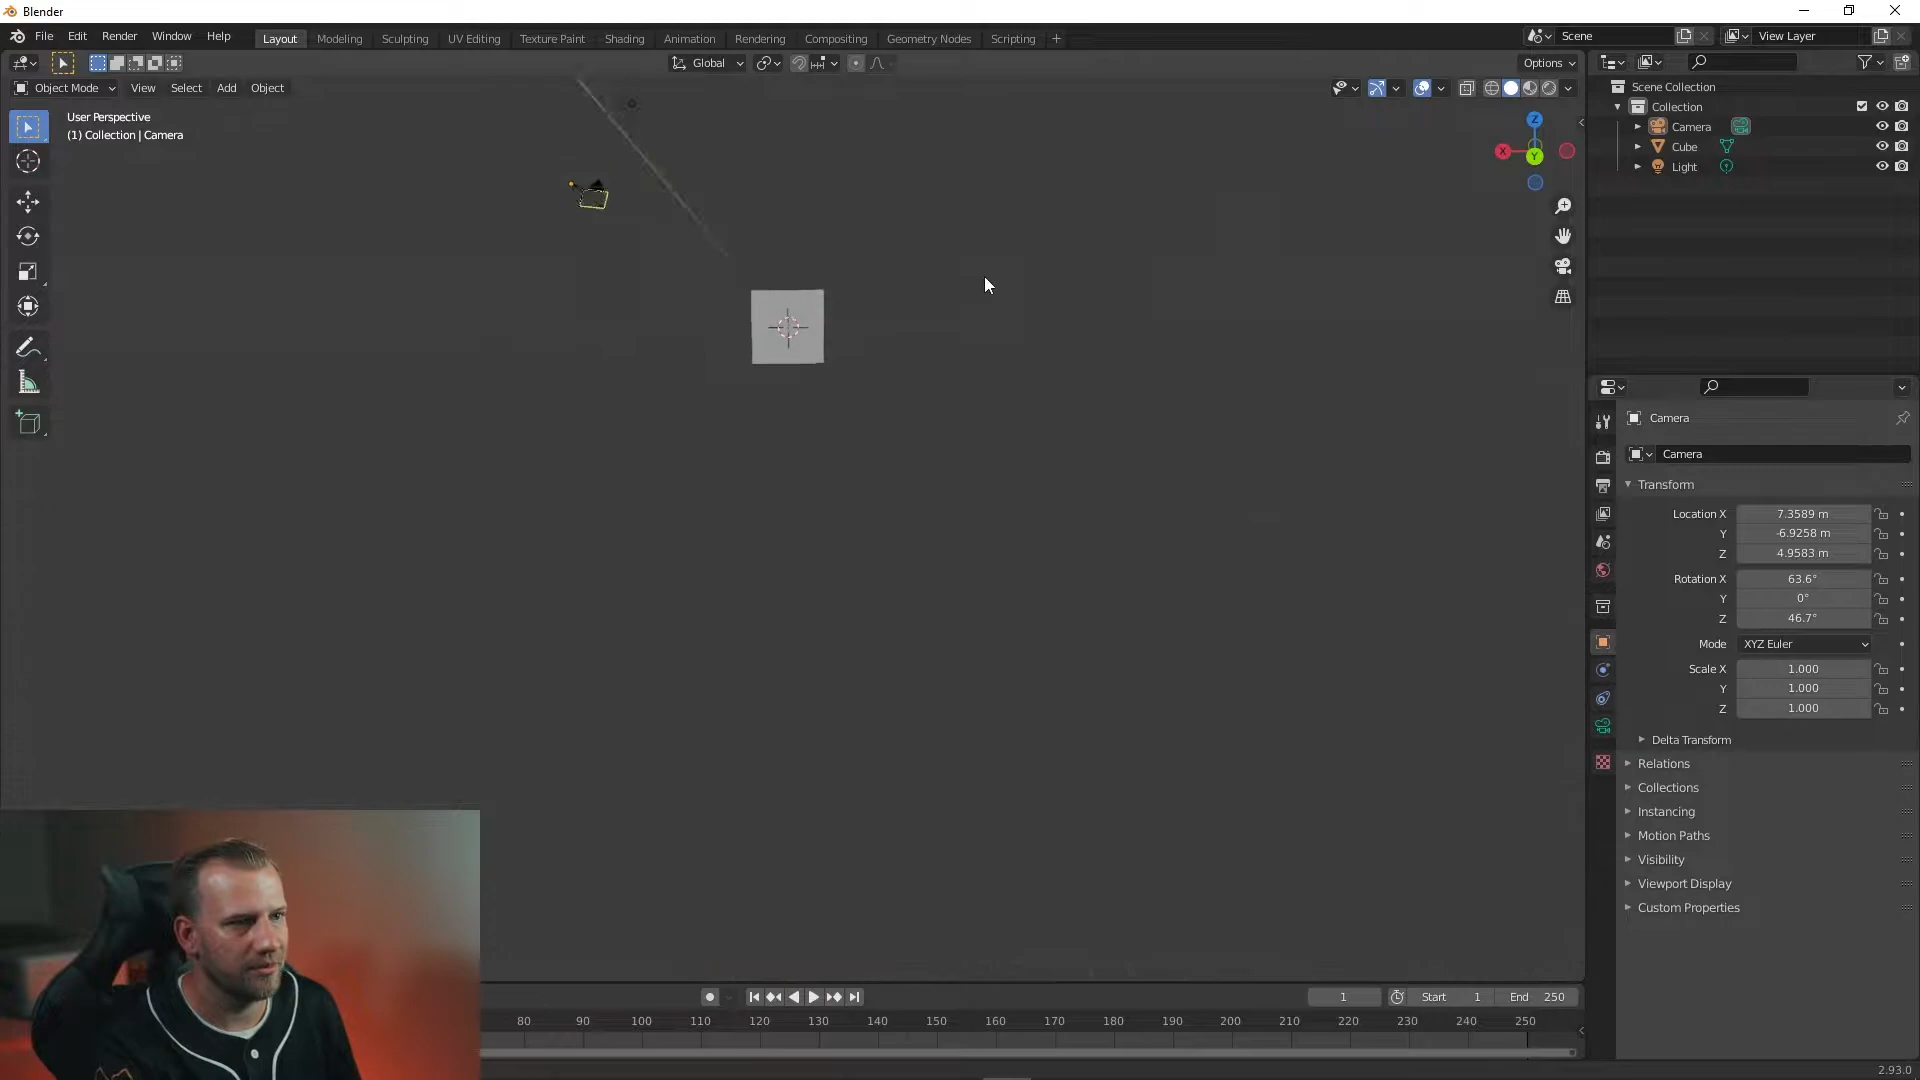 Blender
File Edit Render Window Help
Layout Modeling Sculpting UV Editing Texture Paint Shading Animation Rendering Compositing Geometry Nodes Scripting +
Scene
View Layer
Global
Options
Object Mode View Select Add Object
User Perspective
(1) Collection | Camera
Z
X
Y
Scene Collection
Collection
Camera
Cube
Light
Camera
Camera
Transform
Location X 7.3589 m
Y -6.9258 m
Z 4.9583 m
Rotation X 63.6°
Y 0°
Z 46.7°
Mode XYZ Euler
Scale X 1.000
Y 1.000
Z 1.000
Delta Transform
Relations
Collections
Instancing
Motion Paths
Visibility
Viewport Display
Custom Properties
1 Start 1 End 250
80 90 100 110 120 130 140 150 160 170 180 190 200 210 220 230 240 250
2.93.0